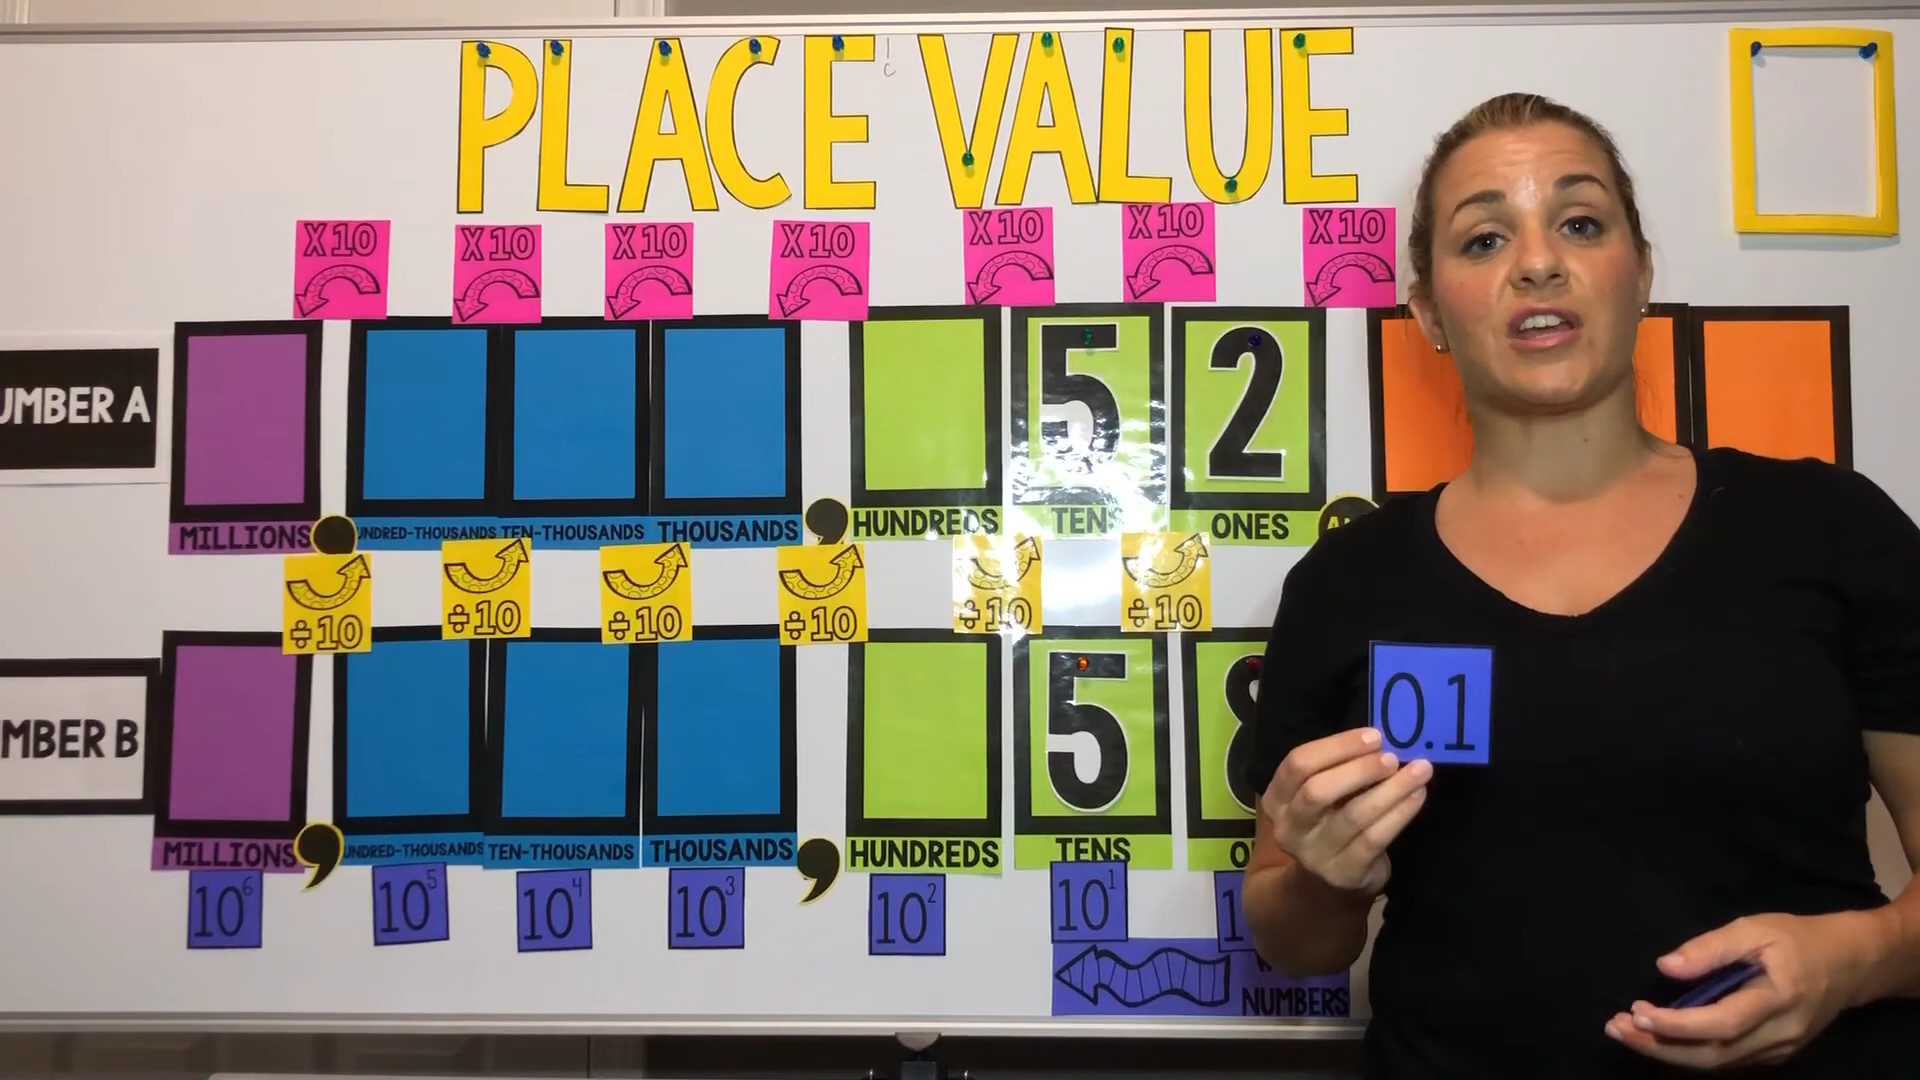 PLACE VALUE
X10 X10 X10 X10 X10 X10 X10
UMBER A
5 2
MILLIONS , UNDRED-THOUSANDS TEN-THOUSANDS THOUSANDS , HUNDREDS TENS ONES
÷10 ÷10 ÷10 ÷10 ÷10 ÷10
MBER B
5 8
0.1
MILLIONS , UNDRED-THOUSANDS TEN-THOUSANDS THOUSANDS , HUNDREDS TENS O
10⁶ 10⁵ 10⁴ 10³ 10² 10¹ 1
NUMBERS